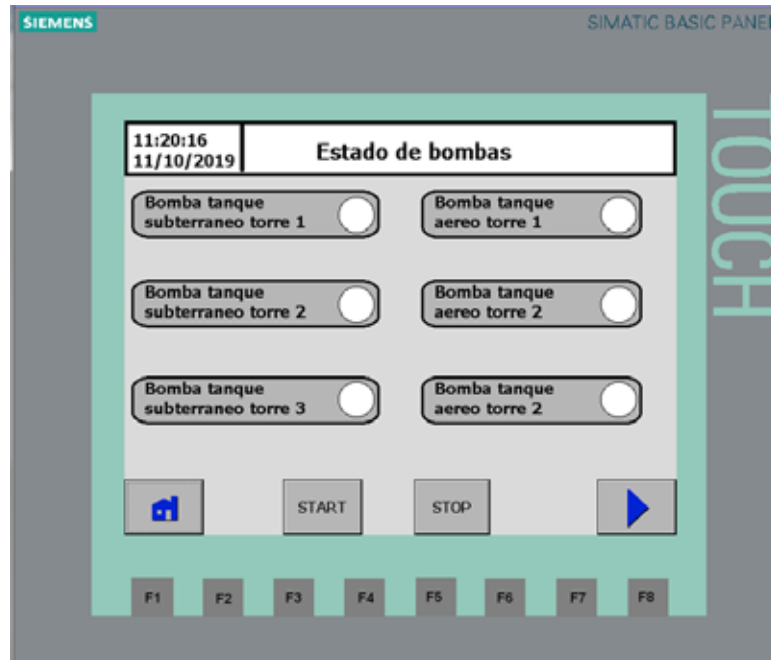 SIEMENS
SIMATIC BASIC PANEL
TOUCH
11:20:16
11/10/2019
Estado de bombas
Bomba tanque
subterraneo torre 1
Bomba tanque
aereo torre 1
Bomba tanque
subterraneo torre 2
Bomba tanque
aereo torre 2
Bomba tanque
subterraneo torre 3
Bomba tanque
aereo torre 2
START
STOP
F1 F2 F3 F4 F5 F6 F7 F8